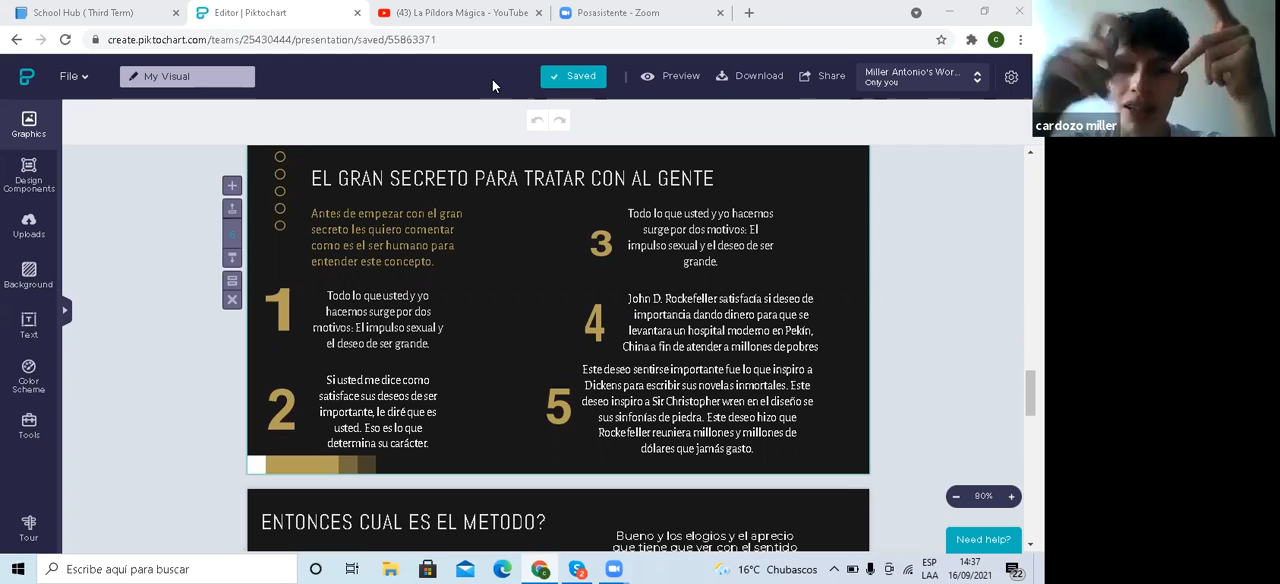 School Hub ( Third Term)
Editor | Piktochart
(43) La Píldora Mágica - YouTube
Posasistente - Zoom
create.piktochart.com/teams/25430444/presentation/saved/55863371
C
File
My Visual
Saved
Preview
Download
Share
Miller Antonio's Wor...
Only you
cardozo miller
Graphics
Design
Components
Uploads
Background
Text
Color
Scheme
Tools
Tour
6
EL GRAN SECRETO PARA TRATAR CON AL GENTE
Antes de empezar con el gran
secreto les quiero comentar
como es el ser humano para
entender este concepto.
1
Todo lo que usted y yo
hacemos surge por dos
motivos: El impulso sexual y
el deseo de ser grande.
2
Si usted me dice como
satisface sus deseos de ser
importante, le diré que es
usted. Eso es lo que
determina su carácter.
3
Todo lo que usted y yo hacemos
surge por dos motivos: El
impulso sexual y el deseo de ser
grande.
4
John D. Rockefeller satisfacía si deseo de
importancia dando dinero para que se
levantara un hospital moderno en Pekín,
China a fin de atender a millones de pobres
5
Este deseo sentirse importante fue lo que inspiro a
Dickens para escribir sus novelas inmortales. Este
deseo inspiro a Sir Christopher wren en el diseño se
sus sinfonías de piedra. Este deseo hizo que
Rockefeller reuniera millones y millones de
dólares que jamás gasto.
ENTONCES CUAL ES EL METODO?
Bueno y los elogios y el aprecio
que tiene que ver con el sentido
80%
Need help?
Escribe aquí para buscar
2
16°C Chubascos
ESP
LAA
14:37
16/09/2021
22